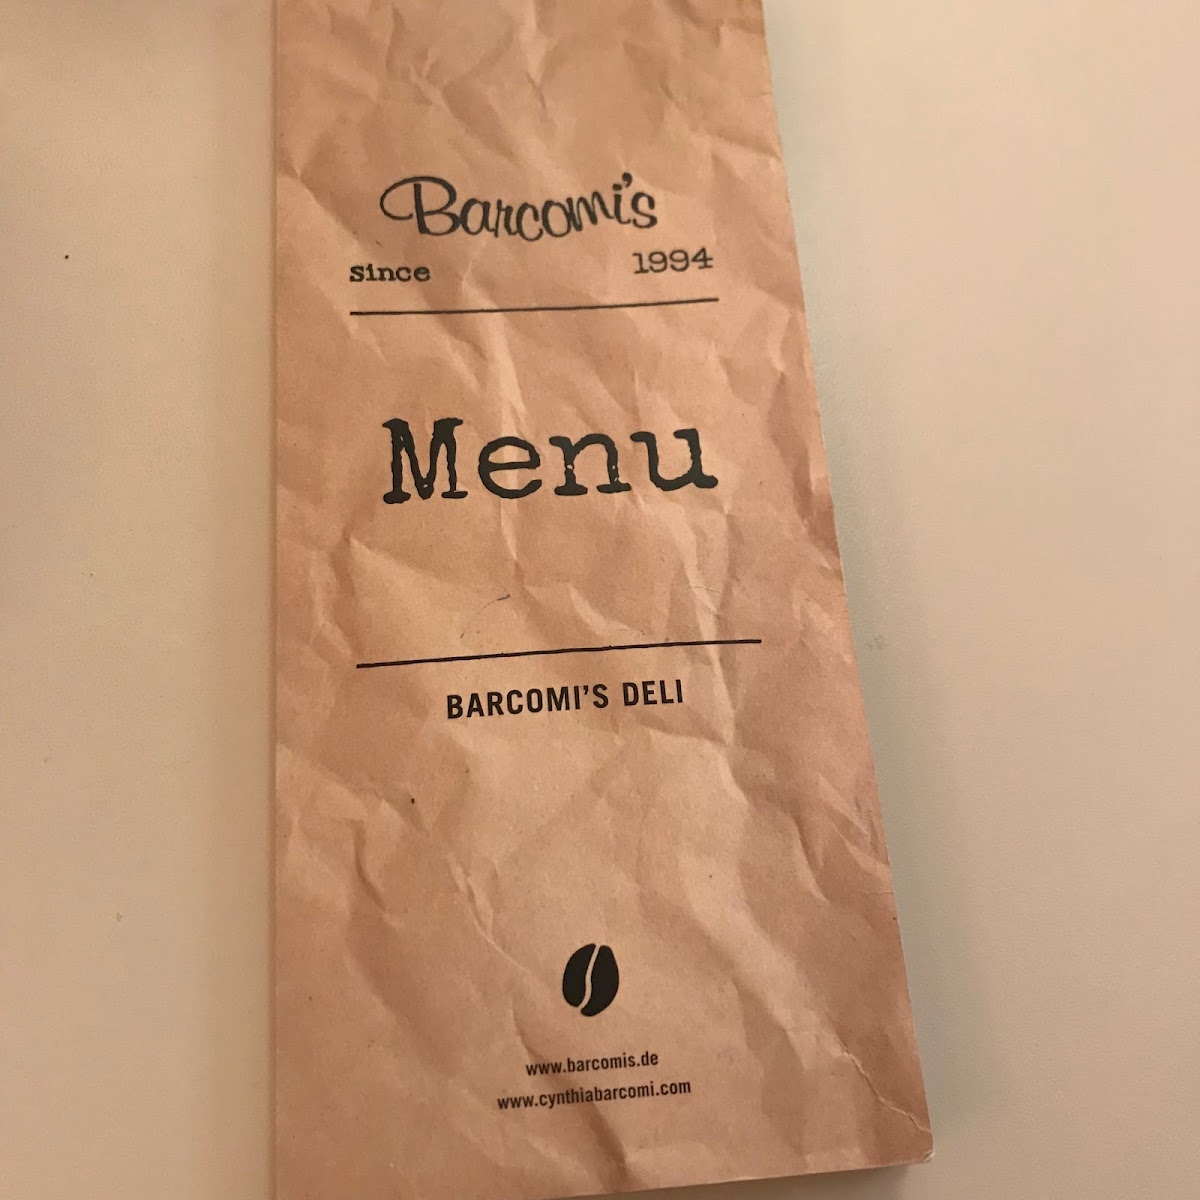 Barcomi's
since 1994
Menu
BARCOMI'S DELI
www.barcomis.de
www.cynthiabarcomi.com